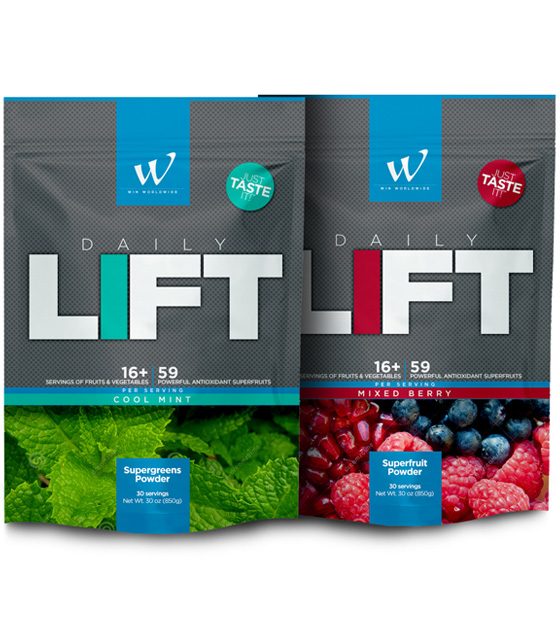 W
WIN WORLDWIDE
JUST
TASTE
IT!
DAILY
LIFT
16+ 59
SERVINGS OF FRUITS & VEGETABLES POWERFUL ANTIOXIDANT SUPERFRUITS
PER SERVING
COOL MINT
Supergreens
Powder
30 servings
Net Wt. 30 oz (850g)
W
WIN WORLDWIDE
JUST
TASTE
IT!
DAILY
LIFT
16+ 59
SERVINGS OF FRUITS & VEGETABLES POWERFUL ANTIOXIDANT SUPERFRUITS
PER SERVING
MIXED BERRY
Superfruit
Powder
30 servings
Net Wt. 30 oz (850g)